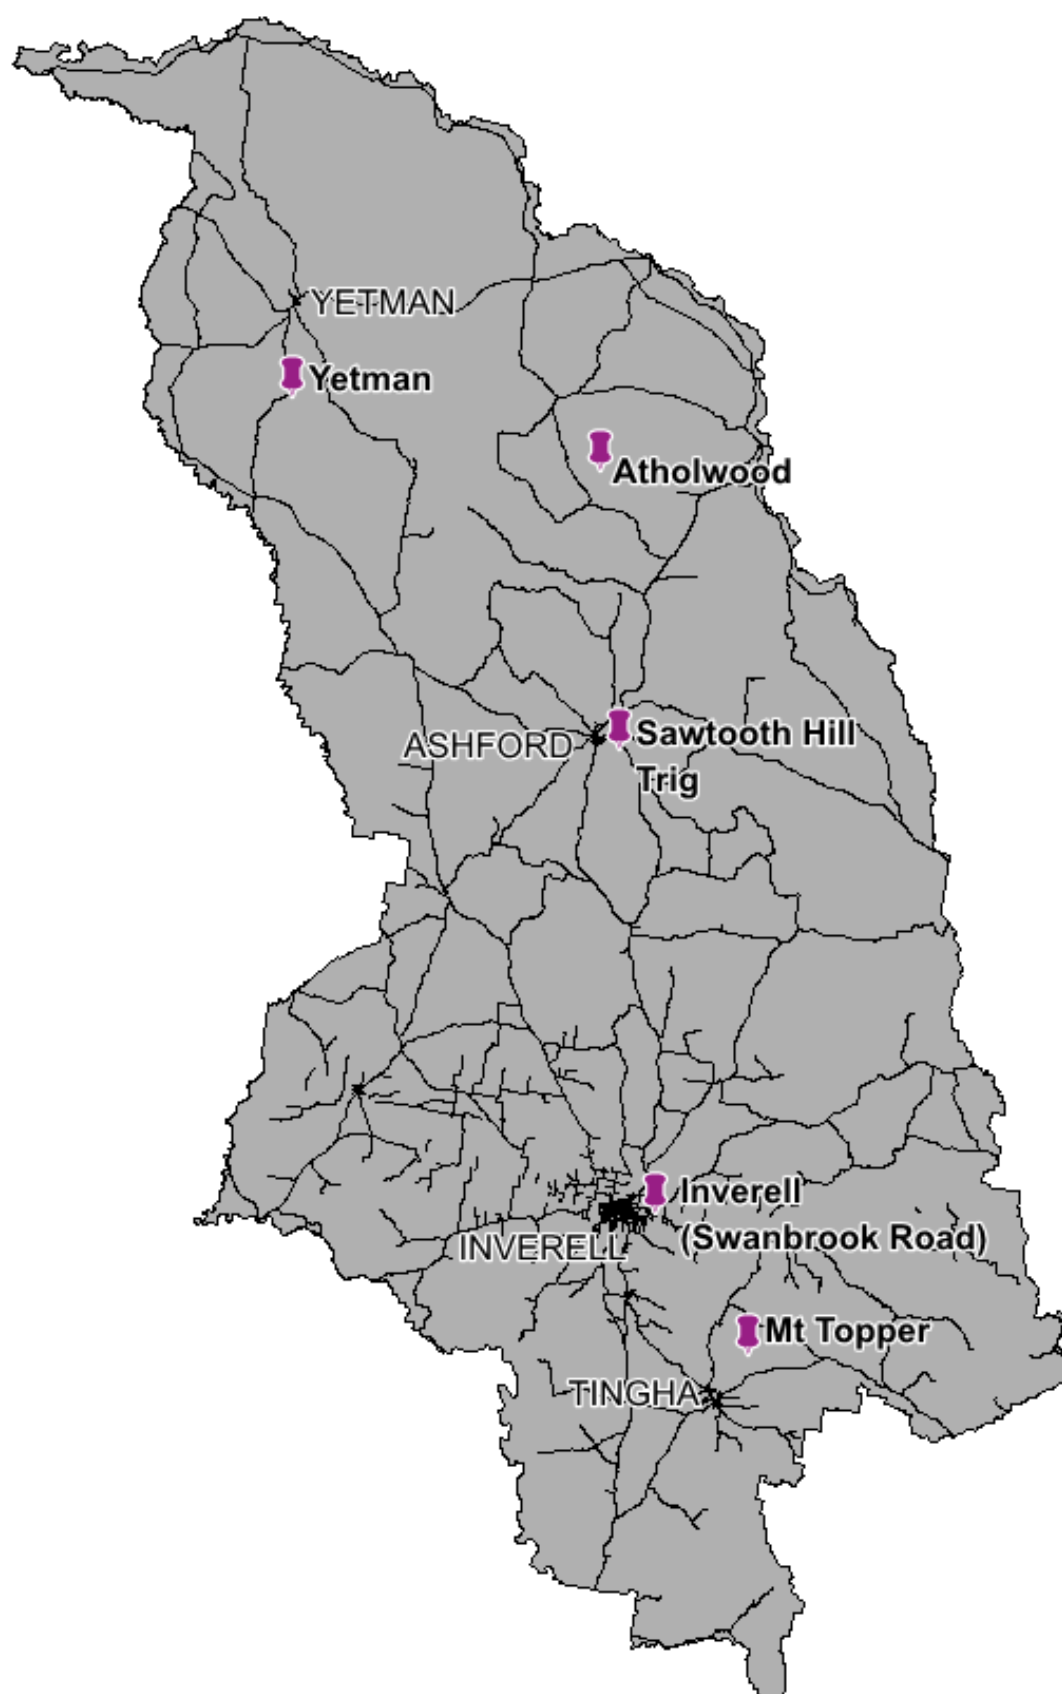 YETMAN
Yetman
Atholwood
ASHFORD
Sawtooth Hill
Trig
Inverell
(Swanbrook Road)
INVERELL
Mt Topper
TINGHA